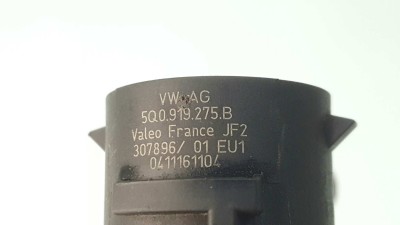 VW AG
5Q0.919.275.B
Valeo France JF2
307896/ 01 EU1
0411161104